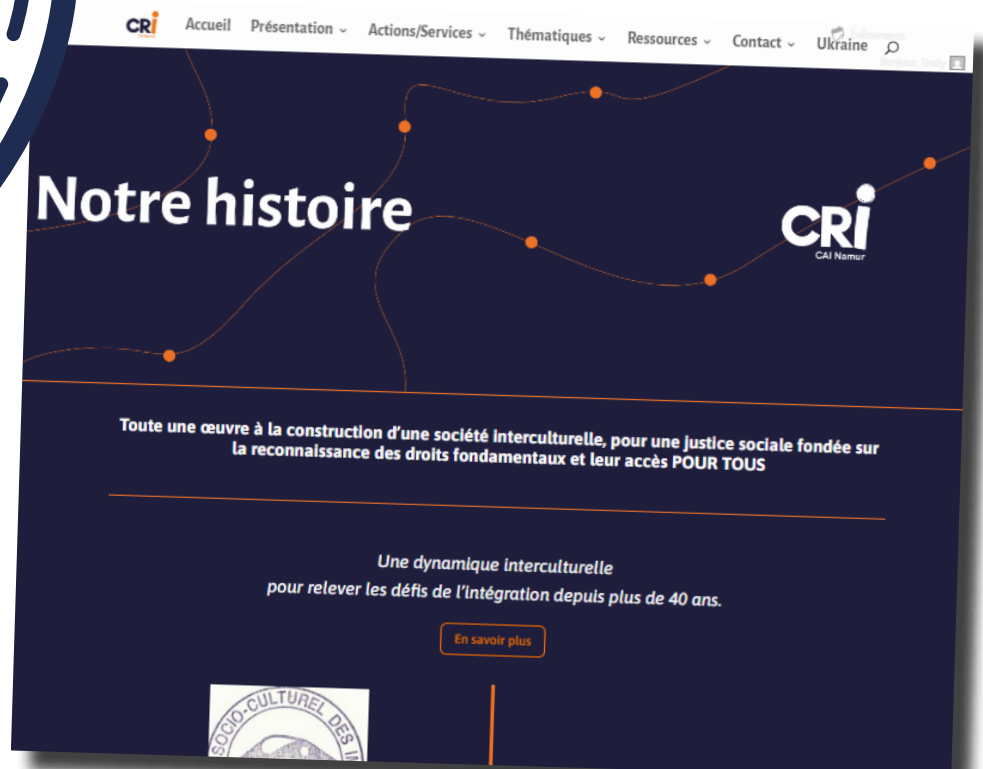 CRI
Accueil Présentation Actions/Services Thématiques Ressources Contact Ukraine
Évènements
Bonjour, Emily
Notre histoire
CRI
CAI Namur
Toute une œuvre à la construction d'une société interculturelle, pour une justice sociale fondée sur
la reconnaissance des droits fondamentaux et leur accès POUR TOUS
Une dynamique interculturelle
pour relever les défis de l'intégration depuis plus de 40 ans.
En savoir plus
SOCIO-CULTUREL DES